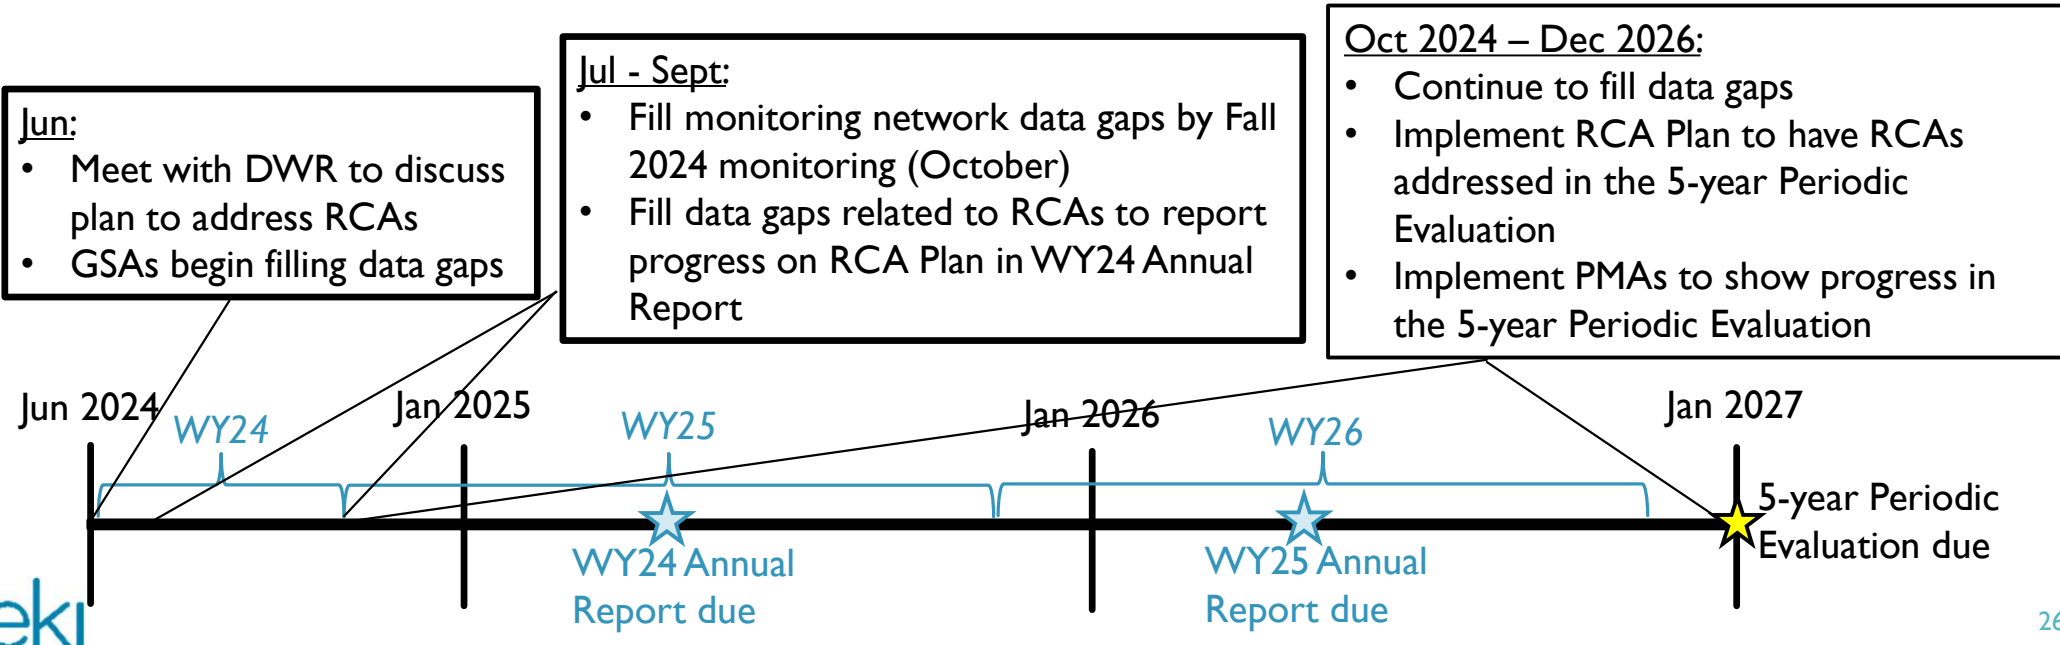 Jun:
• Meet with DWR to discuss
plan to address RCAs
• GSAs begin filling data gaps
Jul - Sept:
• Fill monitoring network data gaps by Fall
2024 monitoring (October)
• Fill data gaps related to RCAs to report
progress on RCA Plan in WY24 Annual
Report
Oct 2024 – Dec 2026:
• Continue to fill data gaps
• Implement RCA Plan to have RCAs
addressed in the 5-year Periodic
Evaluation
• Implement PMAs to show progress in
the 5-year Periodic Evaluation
Jun 2024
WY24
Jan 2025
WY25
Jan 2026
WY26
Jan 2027
WY24 Annual
Report due
WY25 Annual
Report due
5-year Periodic
Evaluation due
eki
26